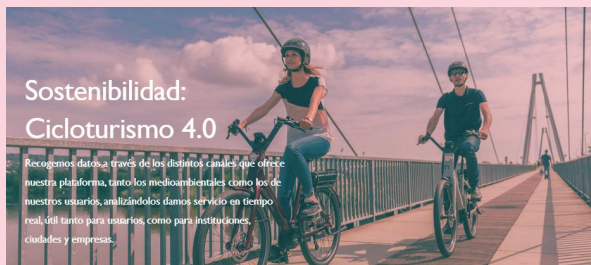 Sostenibilidad:
Cicloturismo 4.0
Recogemos datos a través de los distintos canales que ofrece
nuestra plataforma, tanto los medioambientales como los de
nuestros usuarios, analizándolos damos servicio en tiempo
real, útil tanto para usuarios, como para instituciones,
ciudades y empresas.